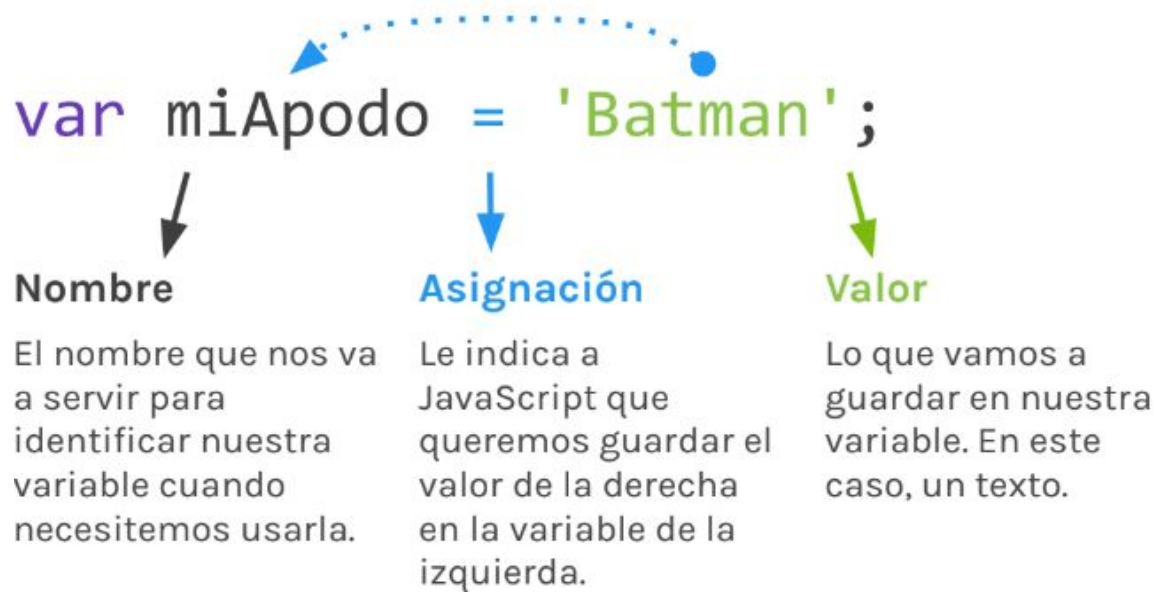 var miApodo = 'Batman';
Nombre
El nombre que nos va
a servir para
identificar nuestra
variable cuando
necesitemos usarla.
Asignación
Le indica a
JavaScript que
queremos guardar el
valor de la derecha
en la variable de la
izquierda.
Valor
Lo que vamos a
guardar en nuestra
variable. En este
caso, un texto.